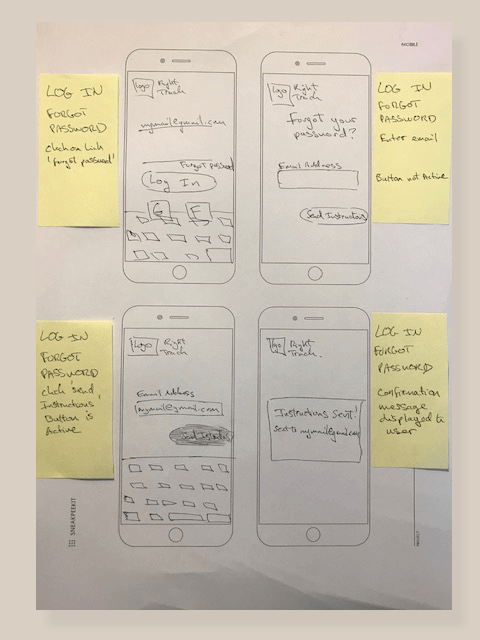 MOBILE
LOG IN
FORGOT
PASSWORD
click on link
'forgot password'
logo
Right
Track
mymail@gmail.com
Forgot password
Log In
G F
logo
Right
Track
Forgot your
password?
Email Address
Send Instructions
LOG IN
FORGOT
PASSWORD
Enter email
Button not Active
LOG IN
FORGOT
PASSWORD
click 'send
Instructions'
Button is
Active
logo
Right
Track
Email Address
mymail@gmail.com
Send Instructions
logo
Right
Track.
Instructions Sent!
sent to mymail@gmail.com
LOG IN
FORGOT
PASSWORD
Confirmation
message
displayed to
user
SNEAKPEEKIT
PROJECT